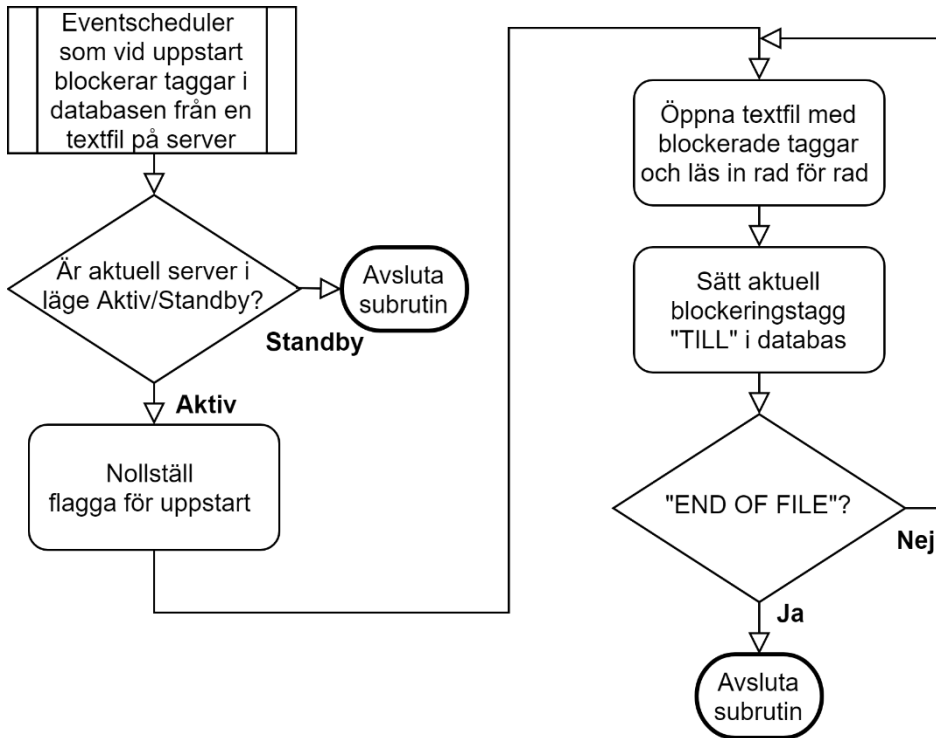 Eventscheduler
som vid uppstart
blockerar taggar i
databasen från en
textfil på server
Är aktuell server i
läge Aktiv/Standby?
Standby
Avsluta
subrutin
Aktiv
Nollställ
flagga för uppstart
Öppna textfil med
blockerade taggar
och läs in rad för rad
Sätt aktuell
blockeringstagg
"TILL" i databas
"END OF FILE"?
Nej
Ja
Avsluta
subrutin